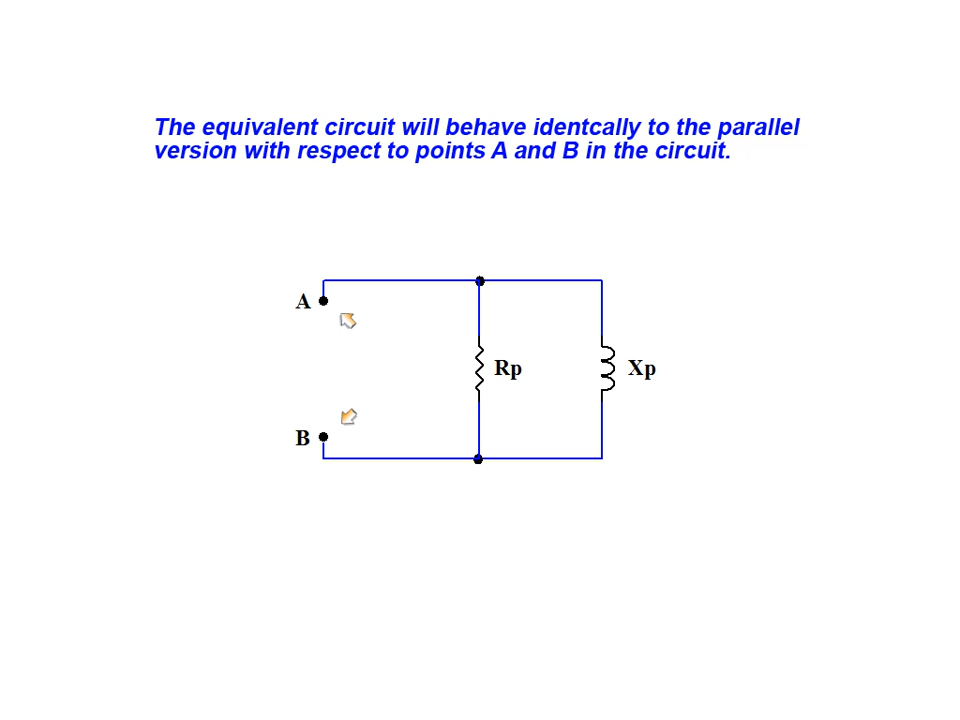 The equivalent circuit will behave identcally to the parallel
version with respect to points A and B in the circuit.
A
Rp
Xp
B